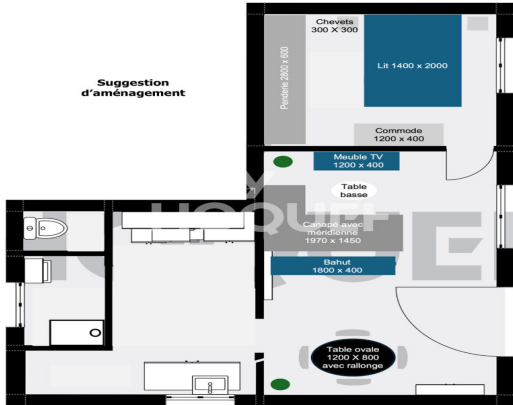 Suggestion
d'aménagement
Chevets
300 X 300
Penderie 2800 x 600
Lit 1400 x 2000
Commode
1200 x 400
Meuble TV
1200 x 400
Table
basse
Canapé avec
méridienne
1970 x 1450
Bahut
1800 x 400
Table ovale
1200 X 800
avec rallonge